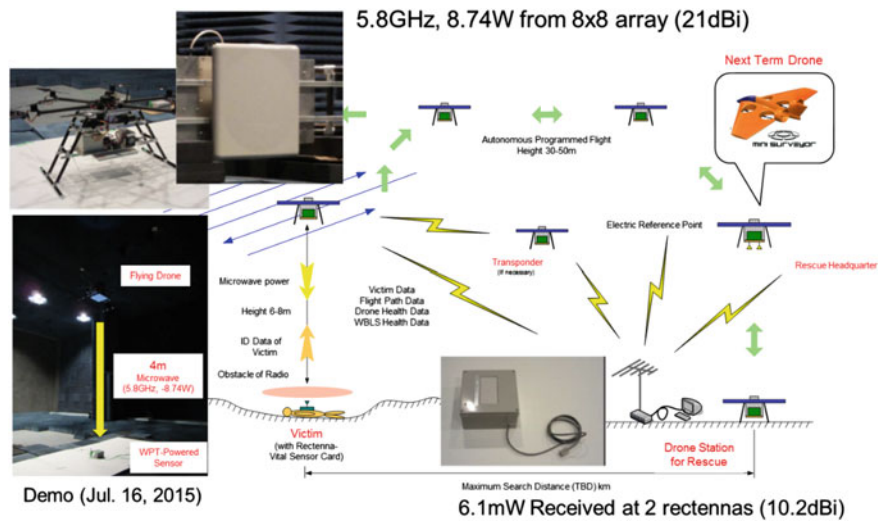 5.8GHz, 8.74W from 8x8 array (21dBi)
Next Term Drone
MINI SURVEYOR
Autonomous Programmed Flight
Height 30-50m
Electric Reference Point
Transponder
(If necessary)
Rescue Headquarter
Flying Drone
Microwave power
Height 6-8m
ID Data of
Victim
Obstacle of Radio
Victim Data
Flight Path Data
Drone Health Data
WBLS Health Data
4m
Microwave
(5.8GHz, -8.74W)
WPT-Powered
Sensor
Victim
(with Rectenna-
Vital Sensor Card)
Drone Station
for Rescue
Maximum Search Distance (TBD) km
Demo (Jul. 16, 2015)
6.1mW Received at 2 rectennas (10.2dBi)